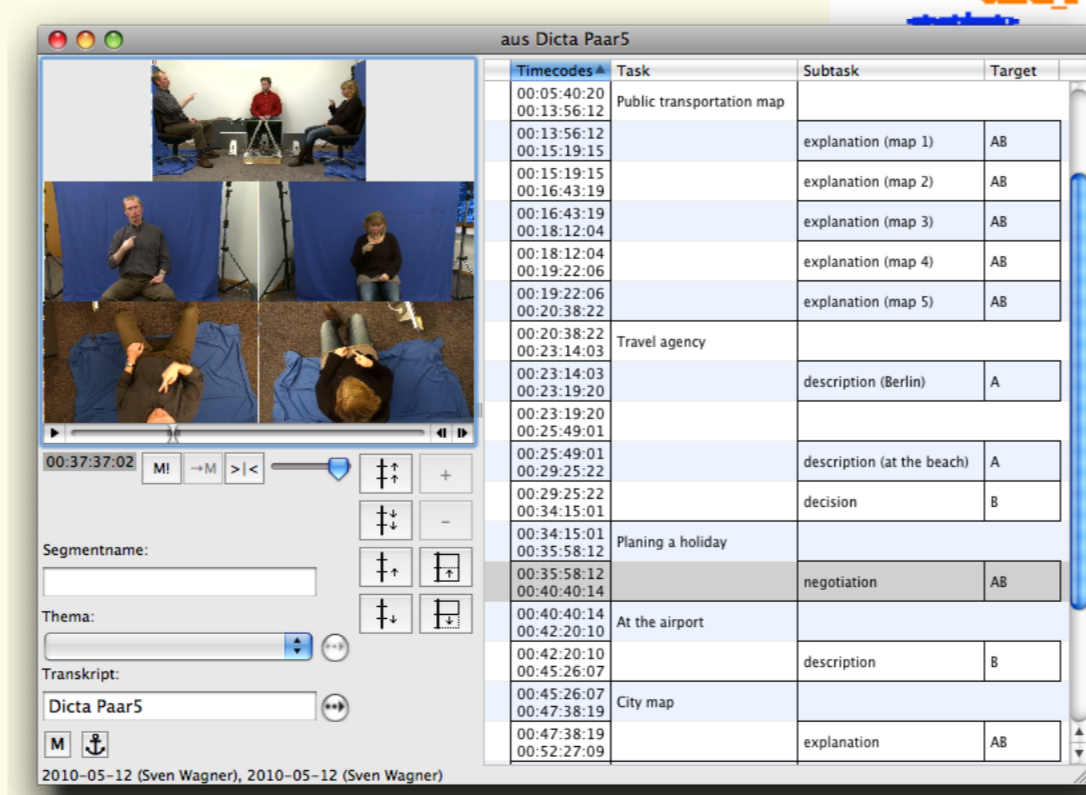 aus Dicta Paar5
Timecodes Task Subtask Target
00:05:40:20
00:13:56:12 Public transportation map
00:13:56:12
00:15:19:15 explanation (map 1) AB
00:15:19:15
00:16:43:19 explanation (map 2) AB
00:16:43:19
00:18:12:04 explanation (map 3) AB
00:18:12:04
00:19:22:06 explanation (map 4) AB
00:19:22:06
00:20:38:22 explanation (map 5) AB
00:20:38:22
00:23:14:03 Travel agency
00:23:14:03
00:23:19:20 description (Berlin) A
00:23:19:20
00:25:49:01
00:25:49:01
00:29:25:22 description (at the beach) A
00:29:25:22
00:34:15:01 decision B
00:34:15:01
00:35:58:12 Planing a holiday
00:35:58:12
00:40:40:14 negotiation AB
00:40:40:14
00:42:20:10 At the airport
00:42:20:10
00:45:26:07 description B
00:45:26:07
00:47:38:19 City map
00:47:38:19
00:52:27:09 explanation AB
00:37:37:02 M! →M >|< +
-
Segmentname:
Thema:
Transkript:
Dicta Paar5
M
2010-05-12 (Sven Wagner), 2010-05-12 (Sven Wagner)